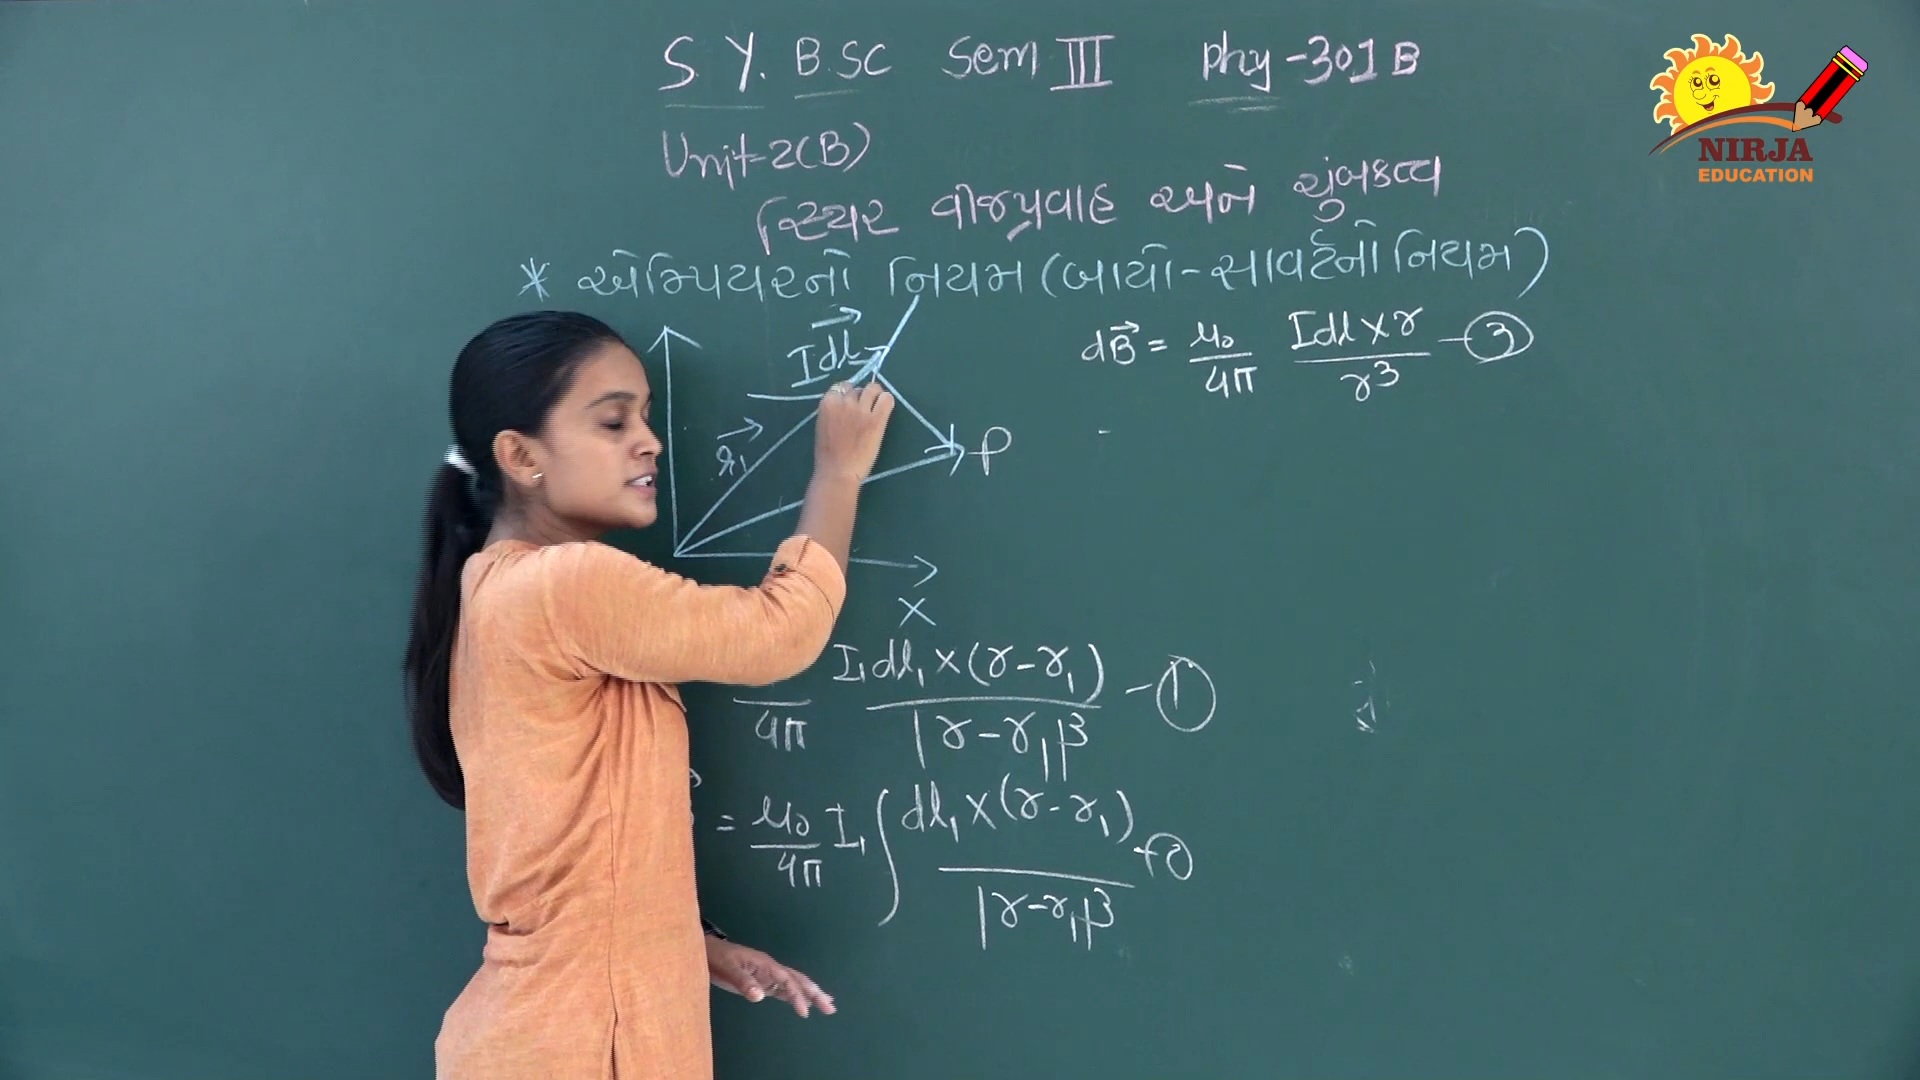 S.Y. B.SC Sem III Phy-301 B
NIRJA
EDUCATION
Unit-2(B)
સ્થિર વીજપ્રવાહ અને ચુંબકત્વ
* એમ્પિયરનો નિયમ (બાયો-સાવર્ટનો નિયમ)
I dl
dB = μ₀/4π Idl×r/r³ - 3
r₁
P
X
4π I₁dl₁×(r-r₁)/|r-r₁|³ - 1
= μ₀/4π I₁ ∫ dl₁×(r-r₁)/|r-r₁|³